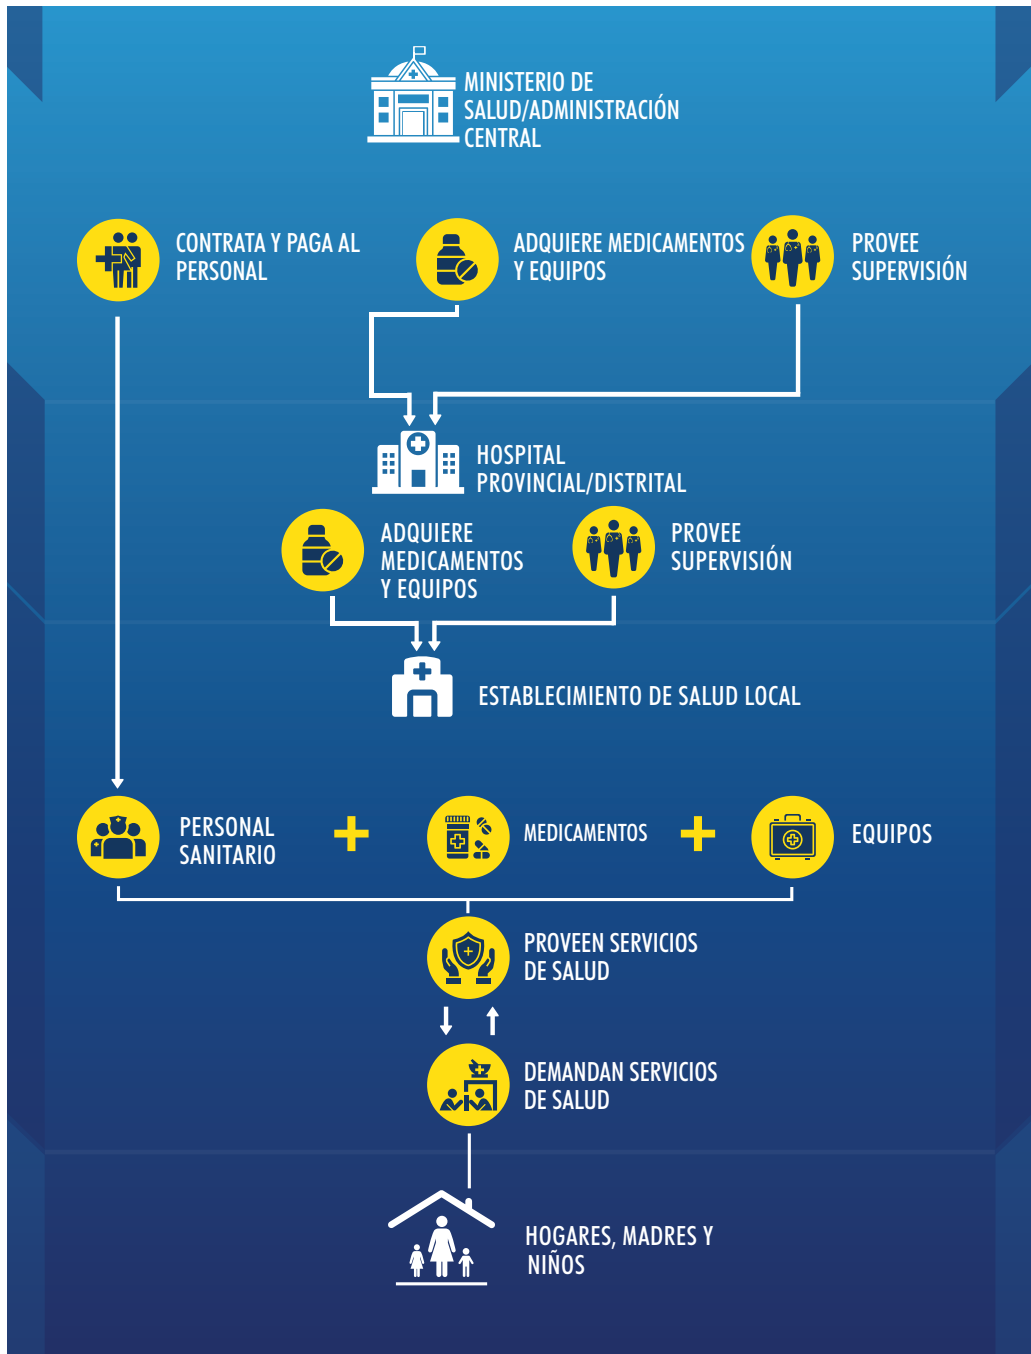 MINISTERIO DE
SALUD/ADMINISTRACIÓN
CENTRAL
CONTRATA Y PAGA AL
PERSONAL
ADQUIERE MEDICAMENTOS
Y EQUIPOS
PROVEE
SUPERVISIÓN
HOSPITAL
PROVINCIAL/DISTRITAL
ADQUIERE
MEDICAMENTOS
Y EQUIPOS
PROVEE
SUPERVISIÓN
ESTABLECIMIENTO DE SALUD LOCAL
PERSONAL
SANITARIO
MEDICAMENTOS
EQUIPOS
PROVEEN SERVICIOS
DE SALUD
DEMANDAN SERVICIOS
DE SALUD
HOGARES, MADRES Y
NIÑOS